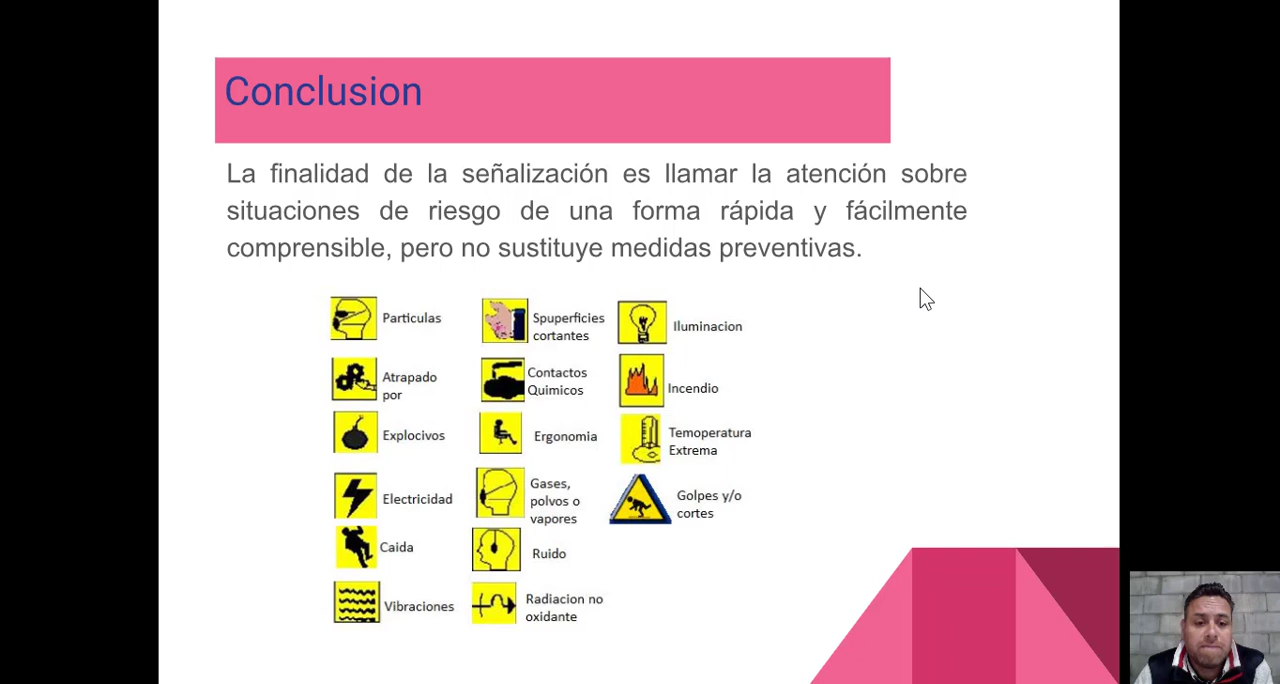 Conclusion
La finalidad de la señalización es llamar la atención sobre
situaciones de riesgo de una forma rápida y fácilmente
comprensible, pero no sustituye medidas preventivas.
Particulas
Spuperficies
cortantes
Iluminacion
Atrapado
por
Contactos
Quimicos
Incendio
Explocivos
Ergonomia
Temoperatura
Extrema
Electricidad
Gases,
polvos o
vapores
Golpes y/o
cortes
Caida
Ruido
Vibraciones
Radiacion no
oxidante